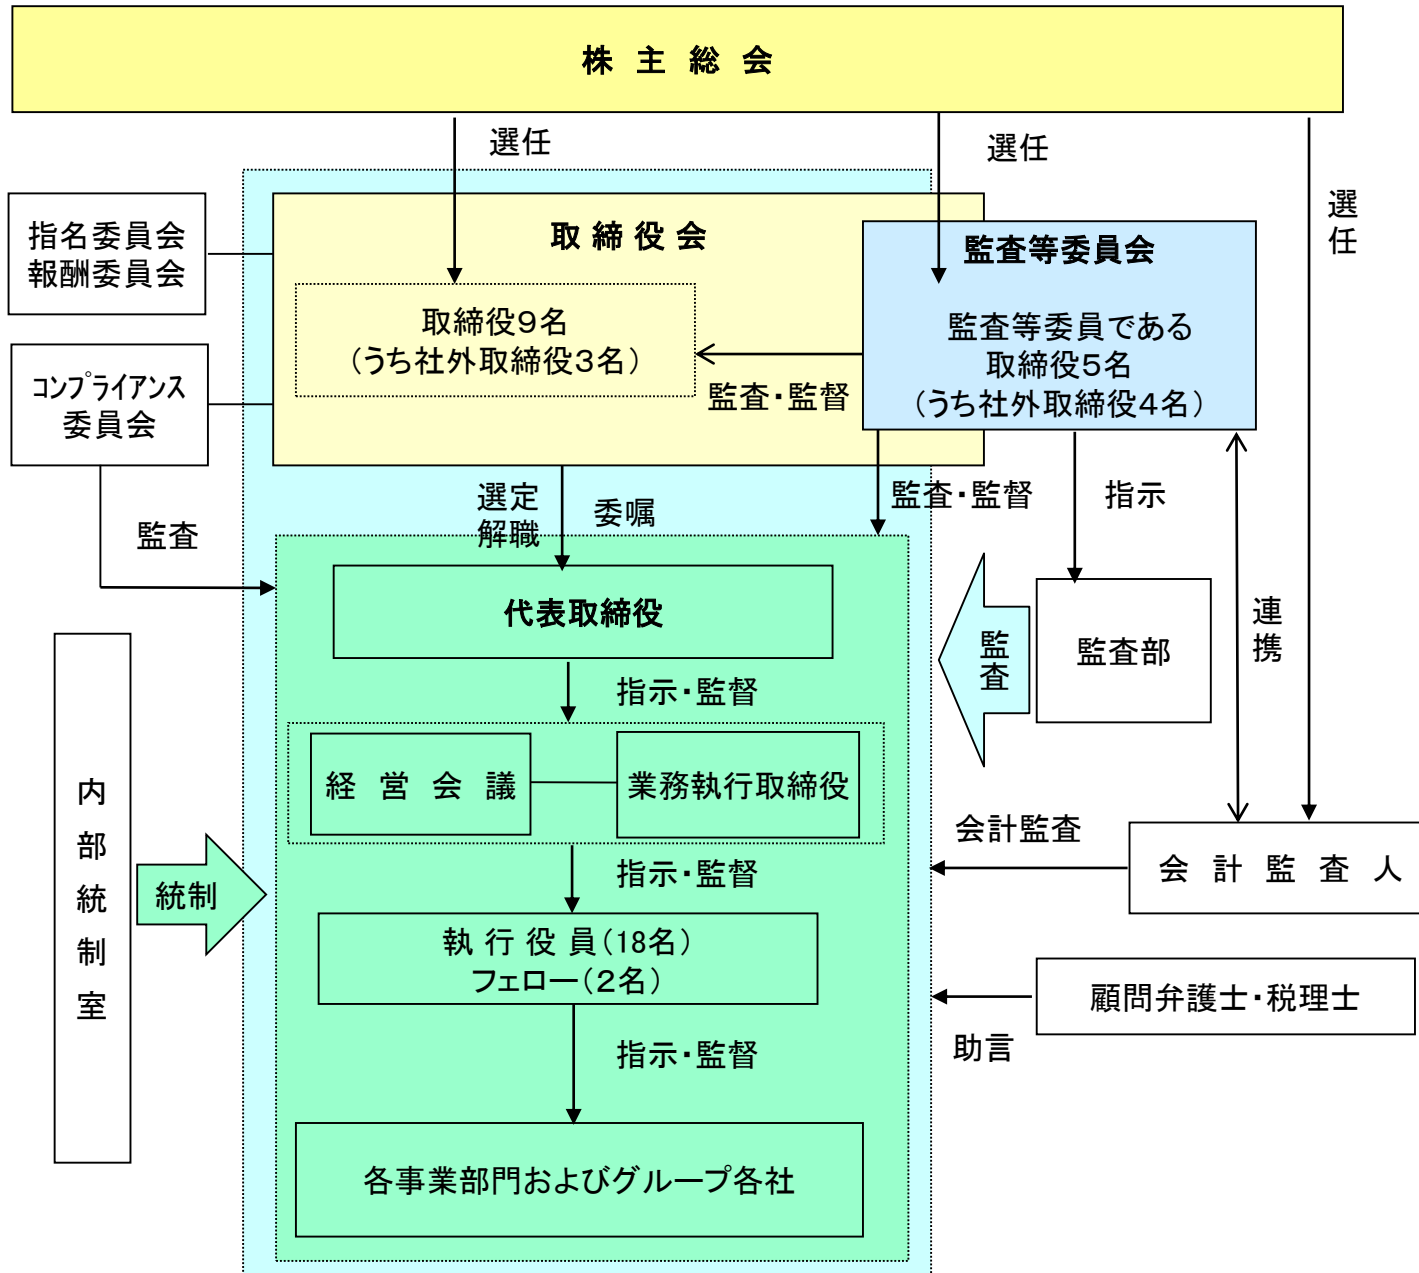 株 主 総 会
選任
選任
選
任
指名委員会
報酬委員会
取 締 役 会
監査等委員会
取締役9名
(うち社外取締役3名)
監査等委員である
取締役5名
(うち社外取締役4名)
監査・監督
コンプライアンス
委員会
選定
解職
委嘱
監査・監督
指示
監査
代表取締役
監
査
監査部
連
携
指示・監督
経 営 会 議
業務執行取締役
内
部
統
制
室
統制
指示・監督
会計監査
会 計 監 査 人
執 行 役 員(18名)
フェロー(2名)
顧問弁護士・税理士
助言
指示・監督
各事業部門およびグループ各社